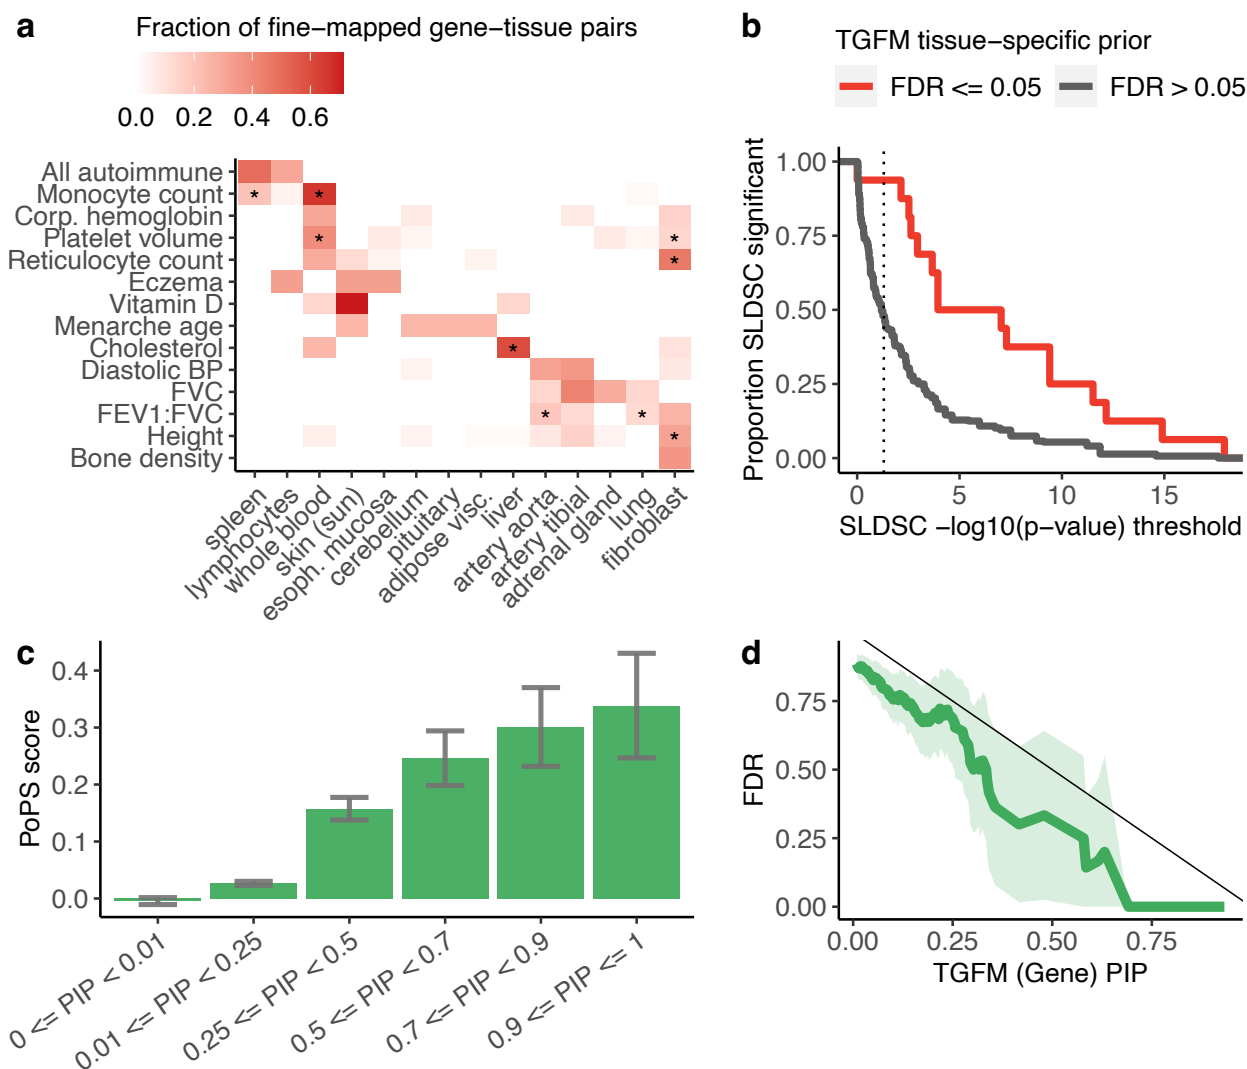 a
Fraction of fine−mapped gene−tissue pairs
0.0 0.2 0.4 0.6
All autoimmune
Monocyte count
Corp. hemoglobin
Platelet volume
Reticulocyte count
Eczema
Vitamin D
Menarche age
Cholesterol
Diastolic BP
FVC
FEV1:FVC
Height
Bone density
* *
* *
*
*
* *
*
spleen
lymphocytes
whole blood
skin (sun)
esoph. mucosa
cerebellum
pituitary
adipose visc.
liver
artery aorta
artery tibial
adrenal gland
lung
fibroblast
b
TGFM tissue−specific prior
FDR <= 0.05 FDR > 0.05
Proportion SLDSC significant
1.00
0.75
0.50
0.25
0.00
0 5 10 15
SLDSC −log10(p−value) threshold
c
PoPS score
0.4
0.3
0.2
0.1
0.0
0 <= PIP < 0.01
0.01 <= PIP < 0.25
0.25 <= PIP < 0.5
0.5 <= PIP < 0.7
0.7 <= PIP < 0.9
0.9 <= PIP <= 1
d
FDR
0.75
0.50
0.25
0.00
0.00 0.25 0.50 0.75
TGFM (Gene) PIP